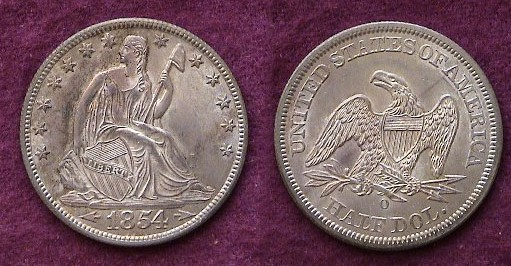 LIBERTY
1854
UNITED STATES OF AMERICA
O
HALF DOL.